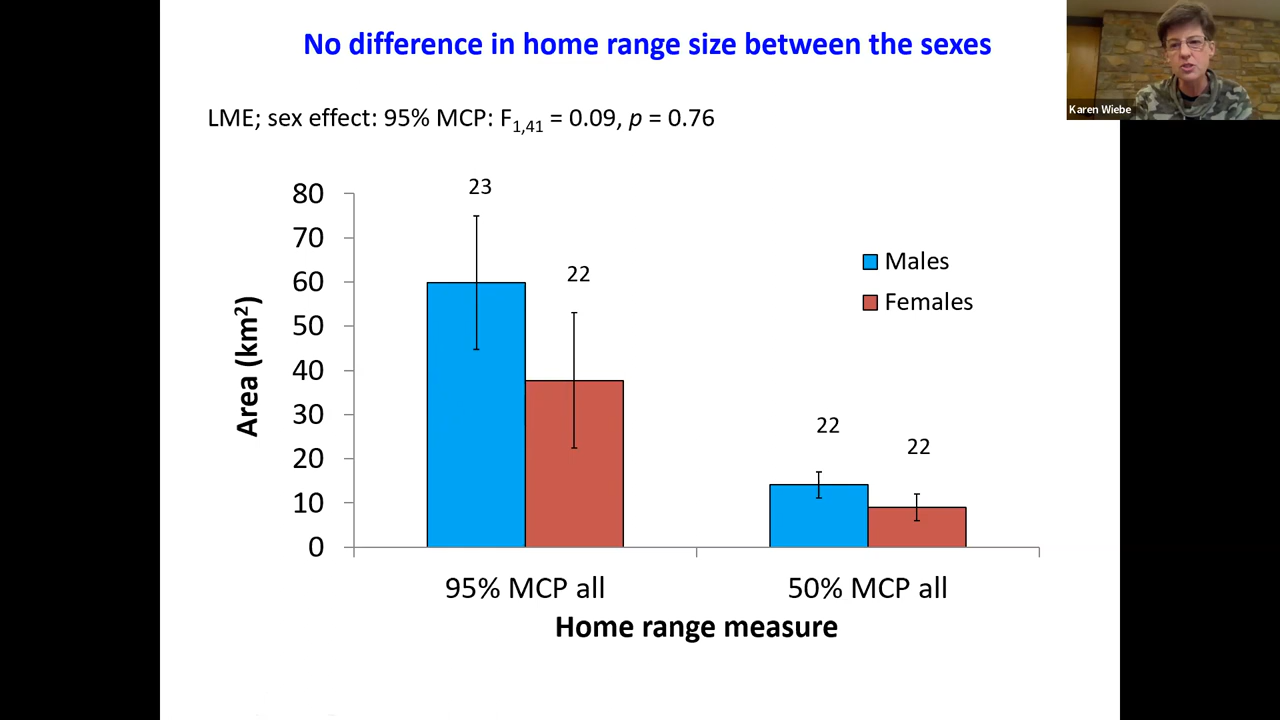 No difference in home range size between the sexes
Karen Wiebe
LME; sex effect: 95% MCP: F1,41 = 0.09, p = 0.76
80
70
60
50
40
30
20
10
0
Area (km²)
23
22
22
22
Males
Females
95% MCP all
50% MCP all
Home range measure